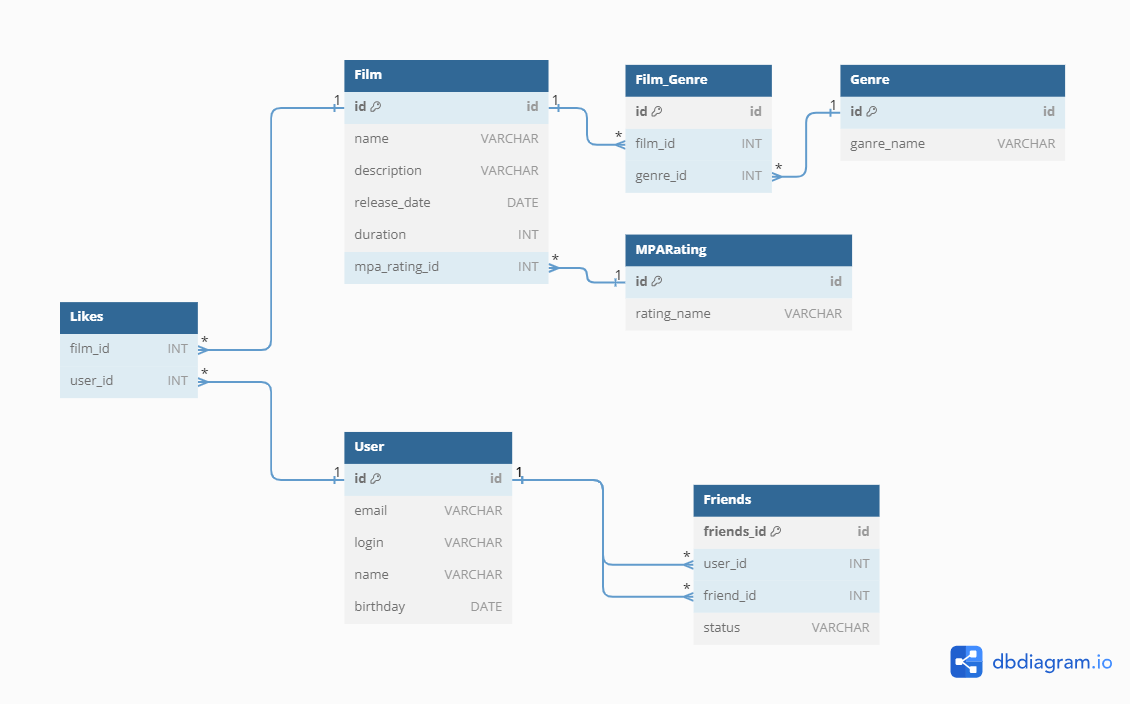 Film
1 id id 1
name VARCHAR
description VARCHAR
release_date DATE
duration INT
mpa_rating_id INT *
Film_Genre
id id
* film_id INT
genre_id INT *
Genre
1 id id
ganre_name VARCHAR
MPARating
1 id id
rating_name VARCHAR
Likes
film_id INT *
user_id INT *
User
1 id id 1
email VARCHAR
login VARCHAR
name VARCHAR
birthday DATE
Friends
friends_id id
* user_id INT
* friend_id INT
status VARCHAR
dbdiagram.io